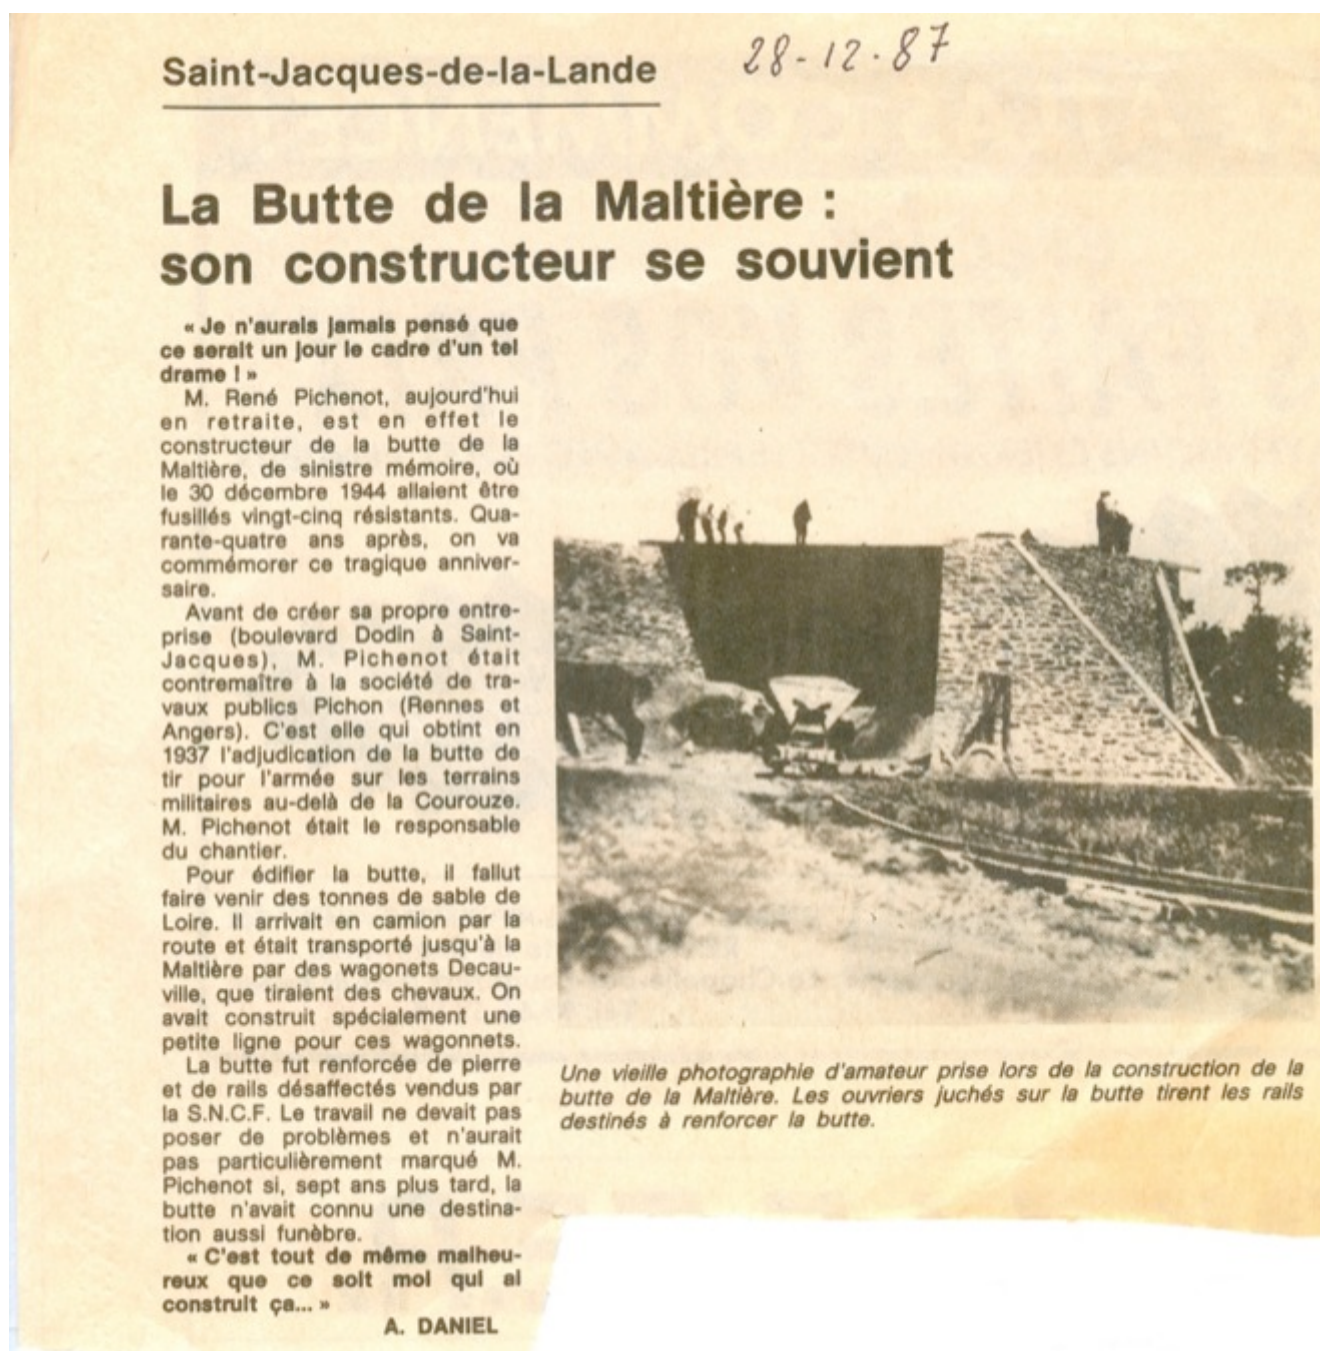 Saint-Jacques-de-la-Lande
28-12-87
La Butte de la Maltière :
son constructeur se souvient
« Je n'aurais jamais pensé que
ce serait un jour le cadre d'un tel
drame ! »
M. René Pichenot, aujourd'hui
en retraite, est en effet le
constructeur de la butte de la
Maltière, de sinistre mémoire, où
le 30 décembre 1944 allaient être
fusillés vingt-cinq résistants. Qua-
rante-quatre ans après, on va
commémorer ce tragique anniver-
saire.
Avant de créer sa propre entre-
prise (boulevard Dodin à Saint-
Jacques), M. Pichenot était
contremaître à la société de tra-
vaux publics Pichon (Rennes et
Angers). C'est elle qui obtint en
1937 l'adjudication de la butte de
tir pour l'armée sur les terrains
militaires au-delà de la Courouze.
M. Pichenot était le responsable
du chantier.
Pour édifier la butte, il fallut
faire venir des tonnes de sable de
Loire. Il arrivait en camion par la
route et était transporté jusqu'à la
Maltière par des wagonets Decau-
ville, que tiraient des chevaux. On
avait construit spécialement une
petite ligne pour ces wagonnets.
La butte fut renforcée de pierre
et de rails désaffectés vendus par
la S.N.C.F. Le travail ne devait pas
poser de problèmes et n'aurait
pas particulièrement marqué M.
Pichenot si, sept ans plus tard, la
butte n'avait connu une destina-
tion aussi funèbre.
« C'est tout de même malheu-
reux que ce soit moi qui ai
construit ça... »
A. DANIEL
Une vieille photographie d'amateur prise lors de la construction de la
butte de la Maltière. Les ouvriers juchés sur la butte tirent les rails
destinés à renforcer la butte.